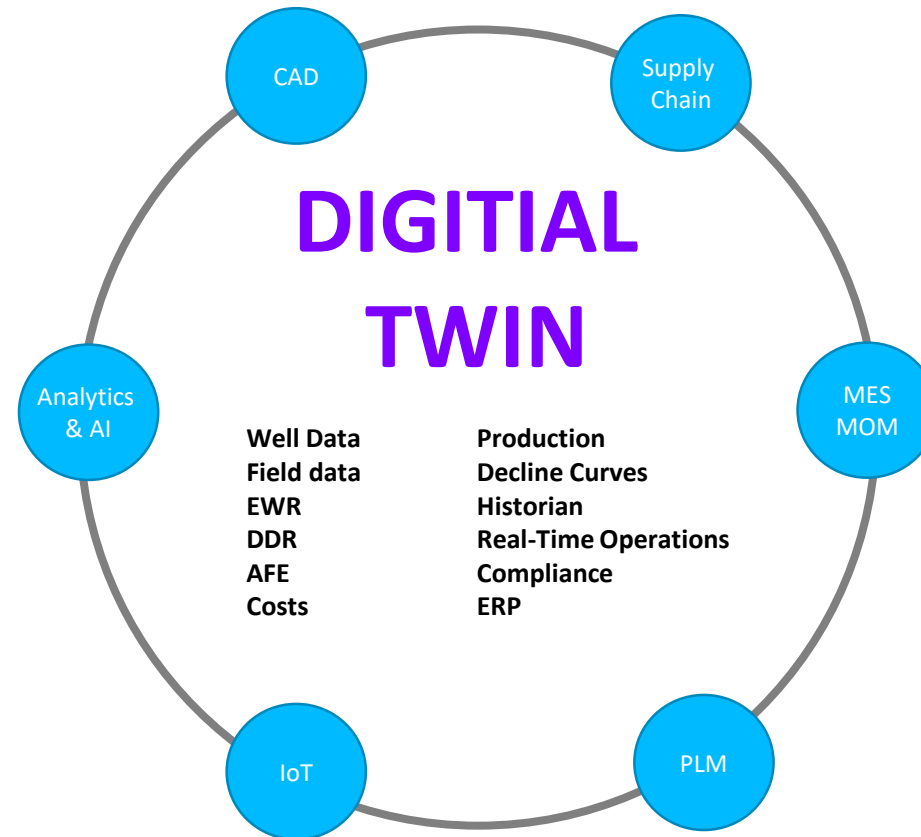 CAD
Supply
Chain
DIGITIAL
TWIN
Analytics
& AI
MES
MOM
Well Data
Field data
EWR
DDR
AFE
Costs
Production
Decline Curves
Historian
Real-Time Operations
Compliance
ERP
IoT
PLM